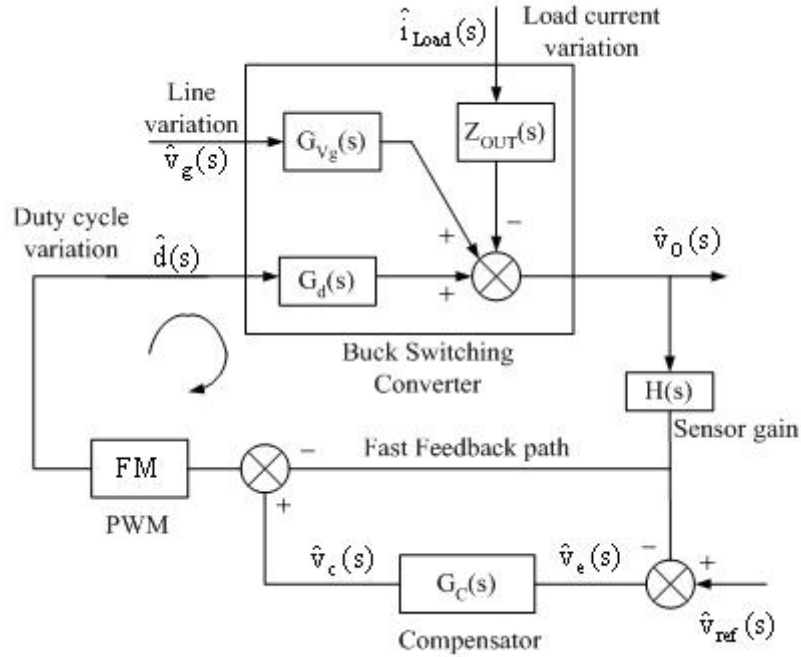 î_Load(s)
Load current
variation
Line
variation
v̂_g(s)
G_Vg(s)
Z_OUT(s)
−
+
Duty cycle
variation
d̂(s)
G_d(s)
+
v̂_0(s)
Buck Switching
Converter
H(s)
Sensor gain
FM
PWM
−
Fast Feedback path
+
v̂_c(s)
G_C(s)
Compensator
v̂_e(s)
−
+
v̂_ref(s)